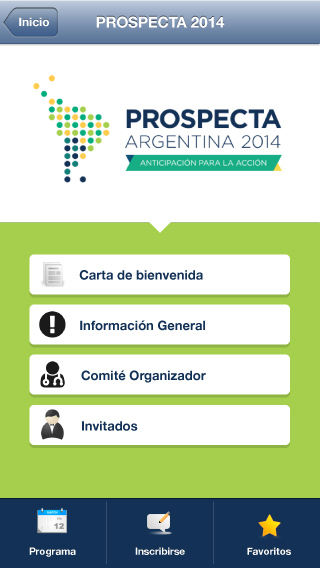 Inicio
PROSPECTA 2014
PROSPECTA
ARGENTINA 2014
ANTICIPACIÓN PARA LA ACCIÓN
Carta de bienvenida
Información General
Comité Organizador
Invitados
12
Programa
Inscribirse
Favoritos